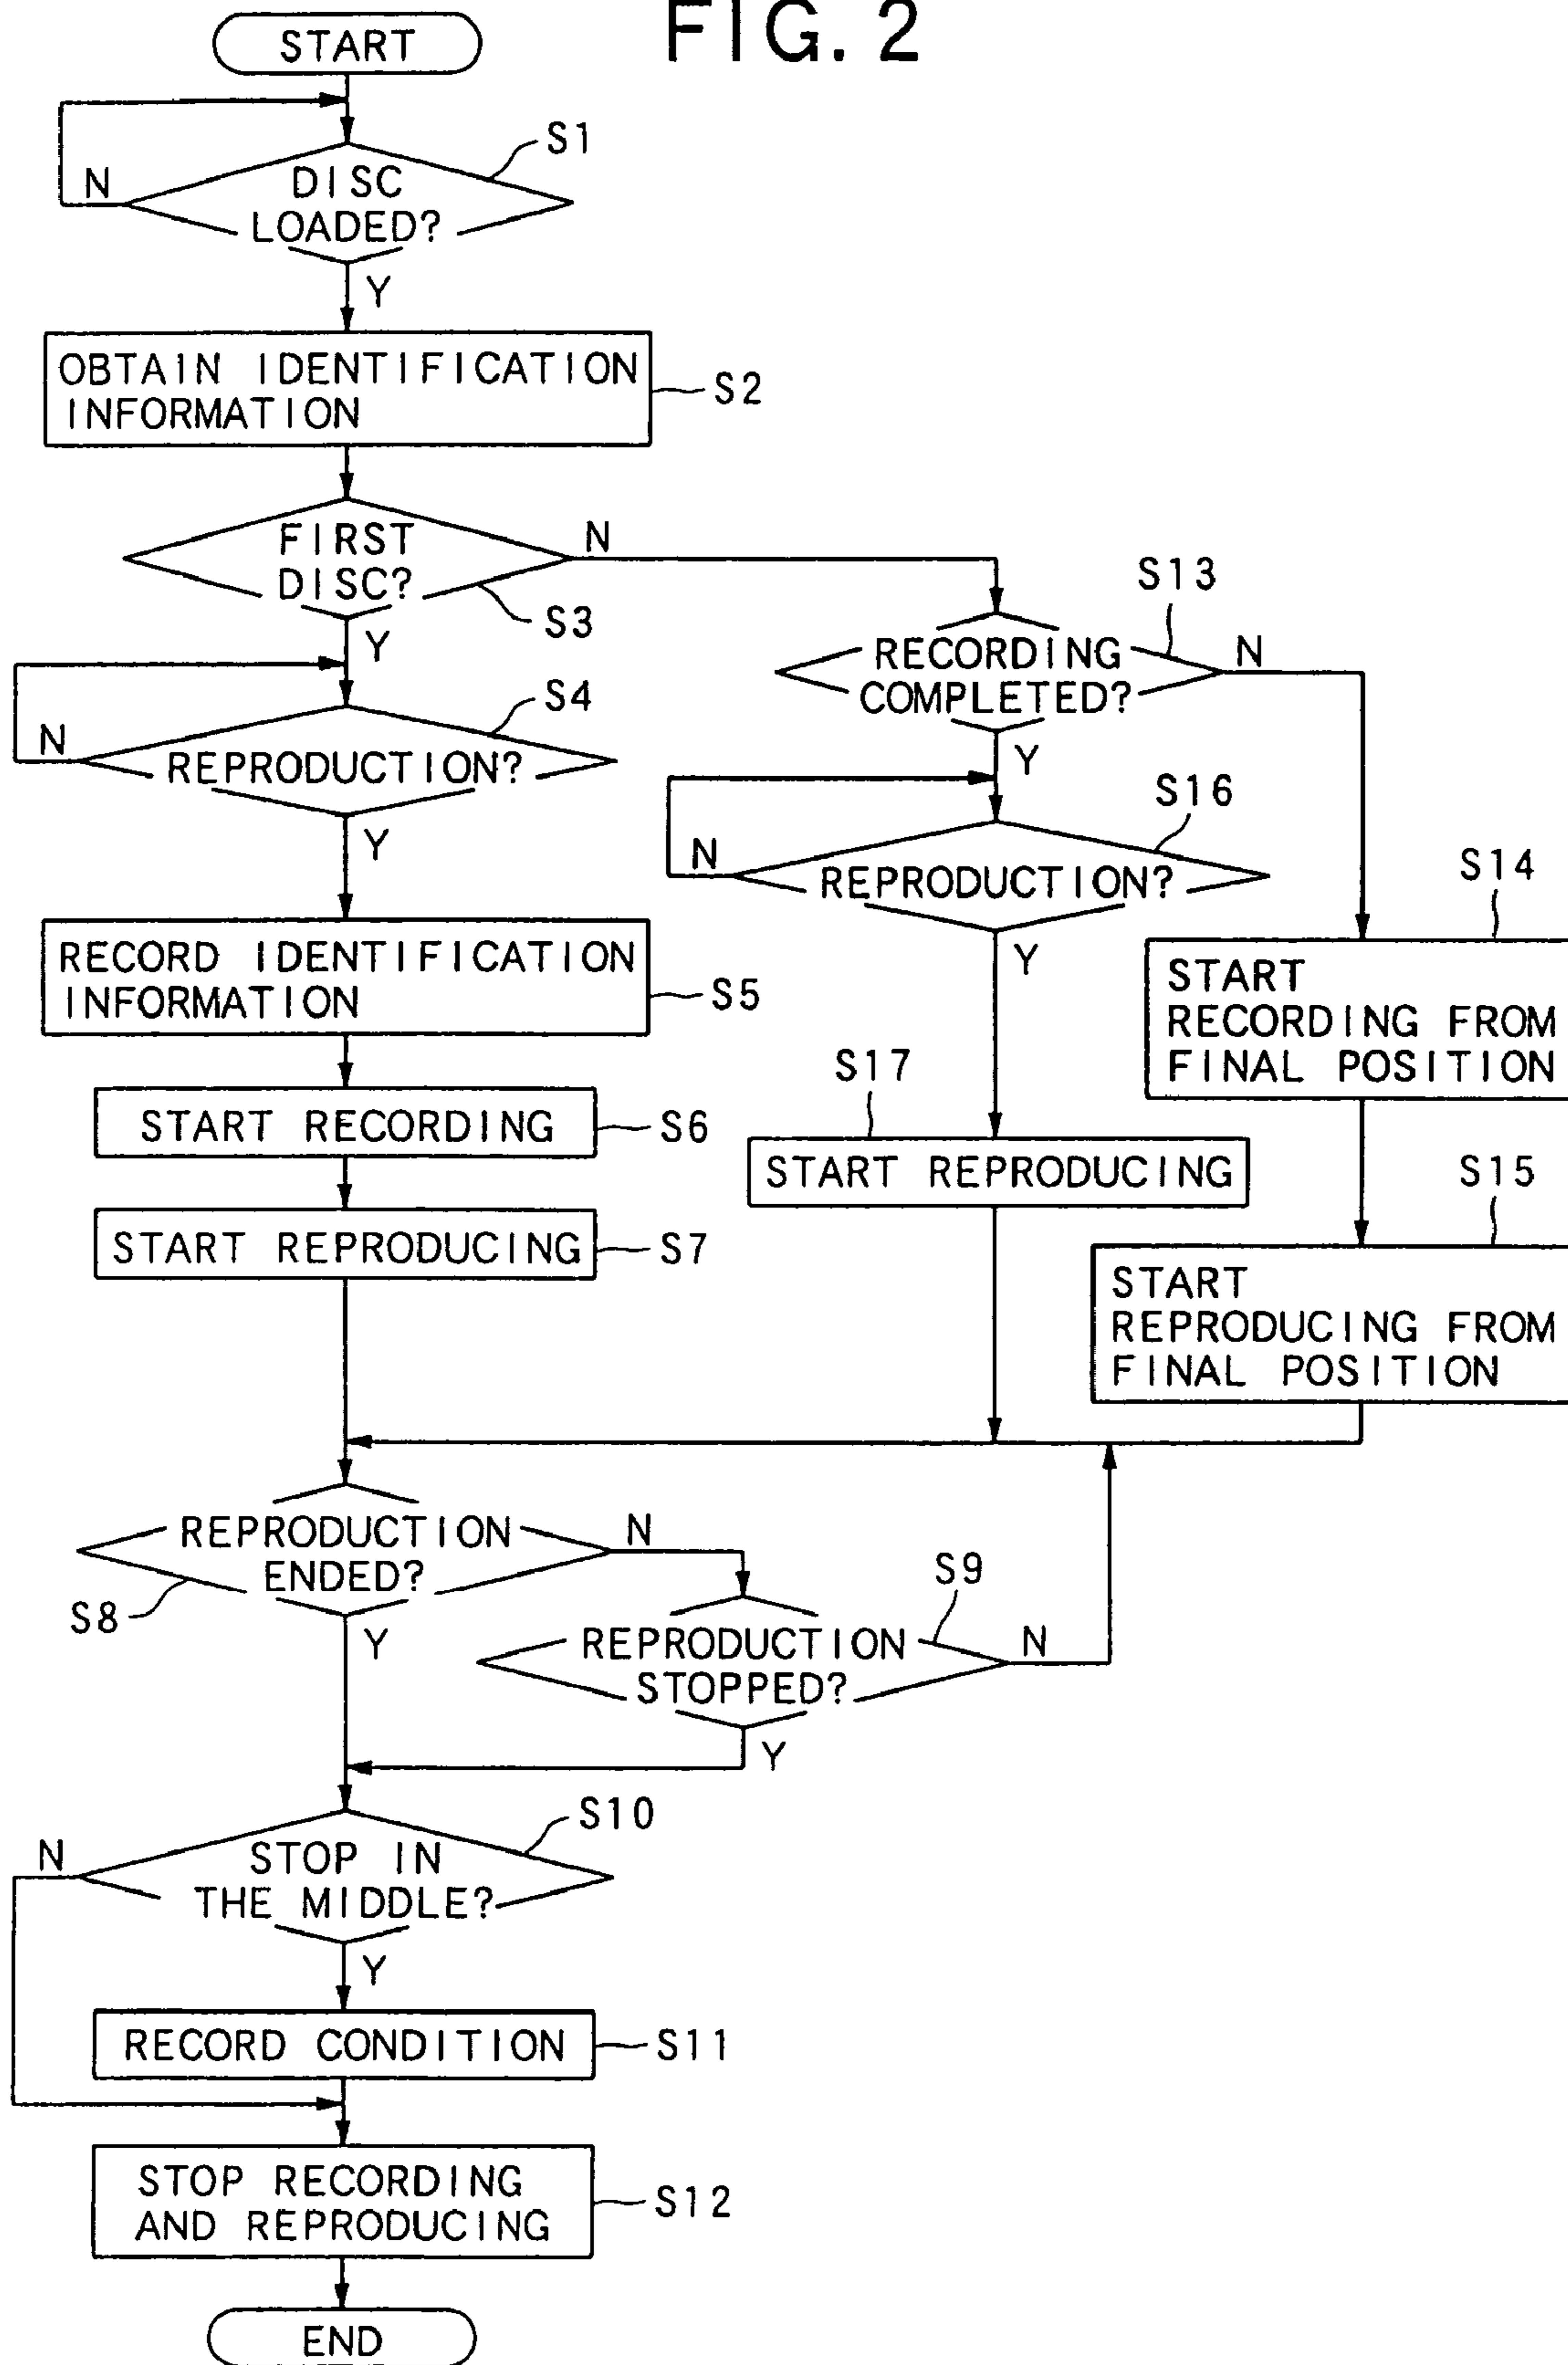 FIG. 2
START
S1
N
DISC
LOADED?
Y
OBTAIN IDENTIFICATION
INFORMATION
S2
FIRST
DISC?
N
S3
Y
S13
RECORDING
COMPLETED?
N
Y
S4
N
REPRODUCTION?
Y
S16
N
REPRODUCTION?
Y
S14
START
RECORDING FROM
FINAL POSITION
RECORD IDENTIFICATION
INFORMATION
S5
START RECORDING
S6
S17
START REPRODUCING
S15
START
REPRODUCING FROM
FINAL POSITION
START REPRODUCING
S7
REPRODUCTION
ENDED?
N
S8
Y
S9
REPRODUCTION
STOPPED?
N
Y
S10
N
STOP IN
THE MIDDLE?
Y
RECORD CONDITION
S11
STOP RECORDING
AND REPRODUCING
S12
END